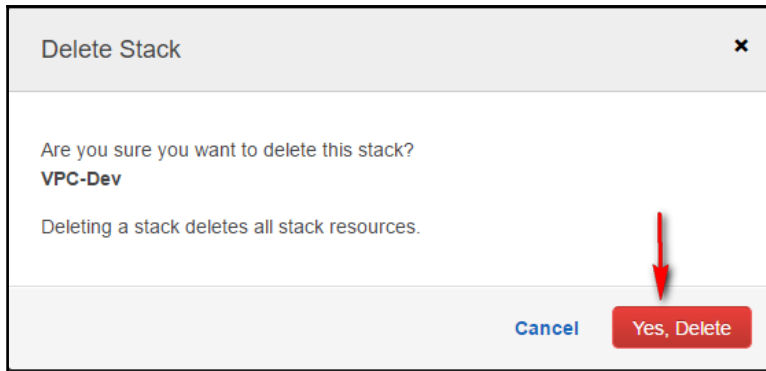 Delete Stack
Are you sure you want to delete this stack?
VPC-Dev
Deleting a stack deletes all stack resources.
Cancel
Yes, Delete